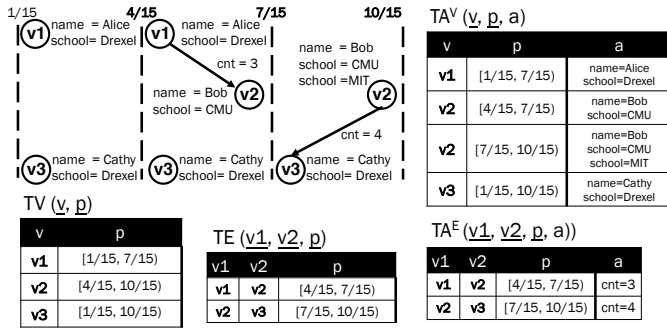 1/15 4/15 7/15 10/15
v1 name = Alice
school= Drexel
v1 name = Alice
school= Drexel
cnt = 3
name = Bob
school = CMU
v2
name = Bob
school = CMU
school =MIT
v2
cnt = 4
v3 name = Cathy
school= Drexel
v3 name = Cathy
school= Drexel
v3 name = Cathy
school= Drexel
TAV (v, p, a)
v p a
v1 [1/15, 7/15) name=Alice
school=Drexel
v2 [4/15, 7/15) name=Bob
school=CMU
v2 [7/15, 10/15) name=Bob
school=CMU
school=MIT
v3 [1/15, 10/15) name=Cathy
school=Drexel
TV (v, p)
v p
v1 [1/15, 7/15)
v2 [4/15, 10/15)
v3 [1/15, 10/15)
TE (v1, v2, p)
v1 v2 p
v1 v2 [4/15, 7/15)
v2 v3 [7/15, 10/15)
TAE (v1, v2, p, a))
v1 v2 p a
v1 v2 [4/15, 7/15) cnt=3
v2 v3 [7/15, 10/15) cnt=4